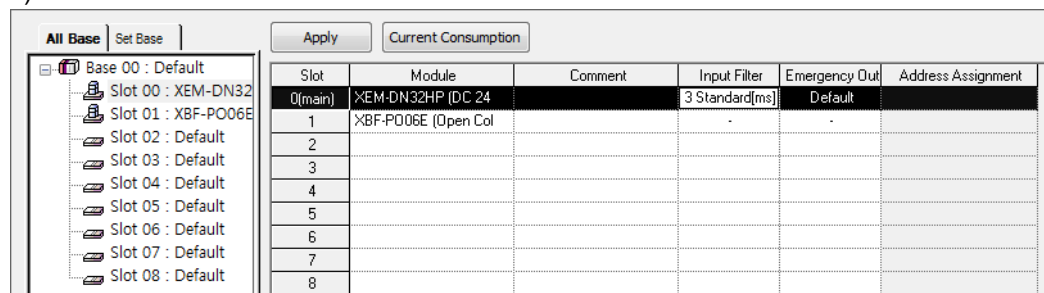 All Base Set Base Apply Current Consumption
Base 00 : Default
Slot 00 : XEM-DN32
Slot 01 : XBF-PO06E
Slot 02 : Default
Slot 03 : Default
Slot 04 : Default
Slot 05 : Default
Slot 06 : Default
Slot 07 : Default
Slot 08 : Default
Slot Module Comment Input Filter Emergency Out Address Assignment
0(main) XEM-DN32HP (DC 24 3 Standard[ms] Default
1 XBF-PO06E (Open Col - -
2
3
4
5
6
7
8